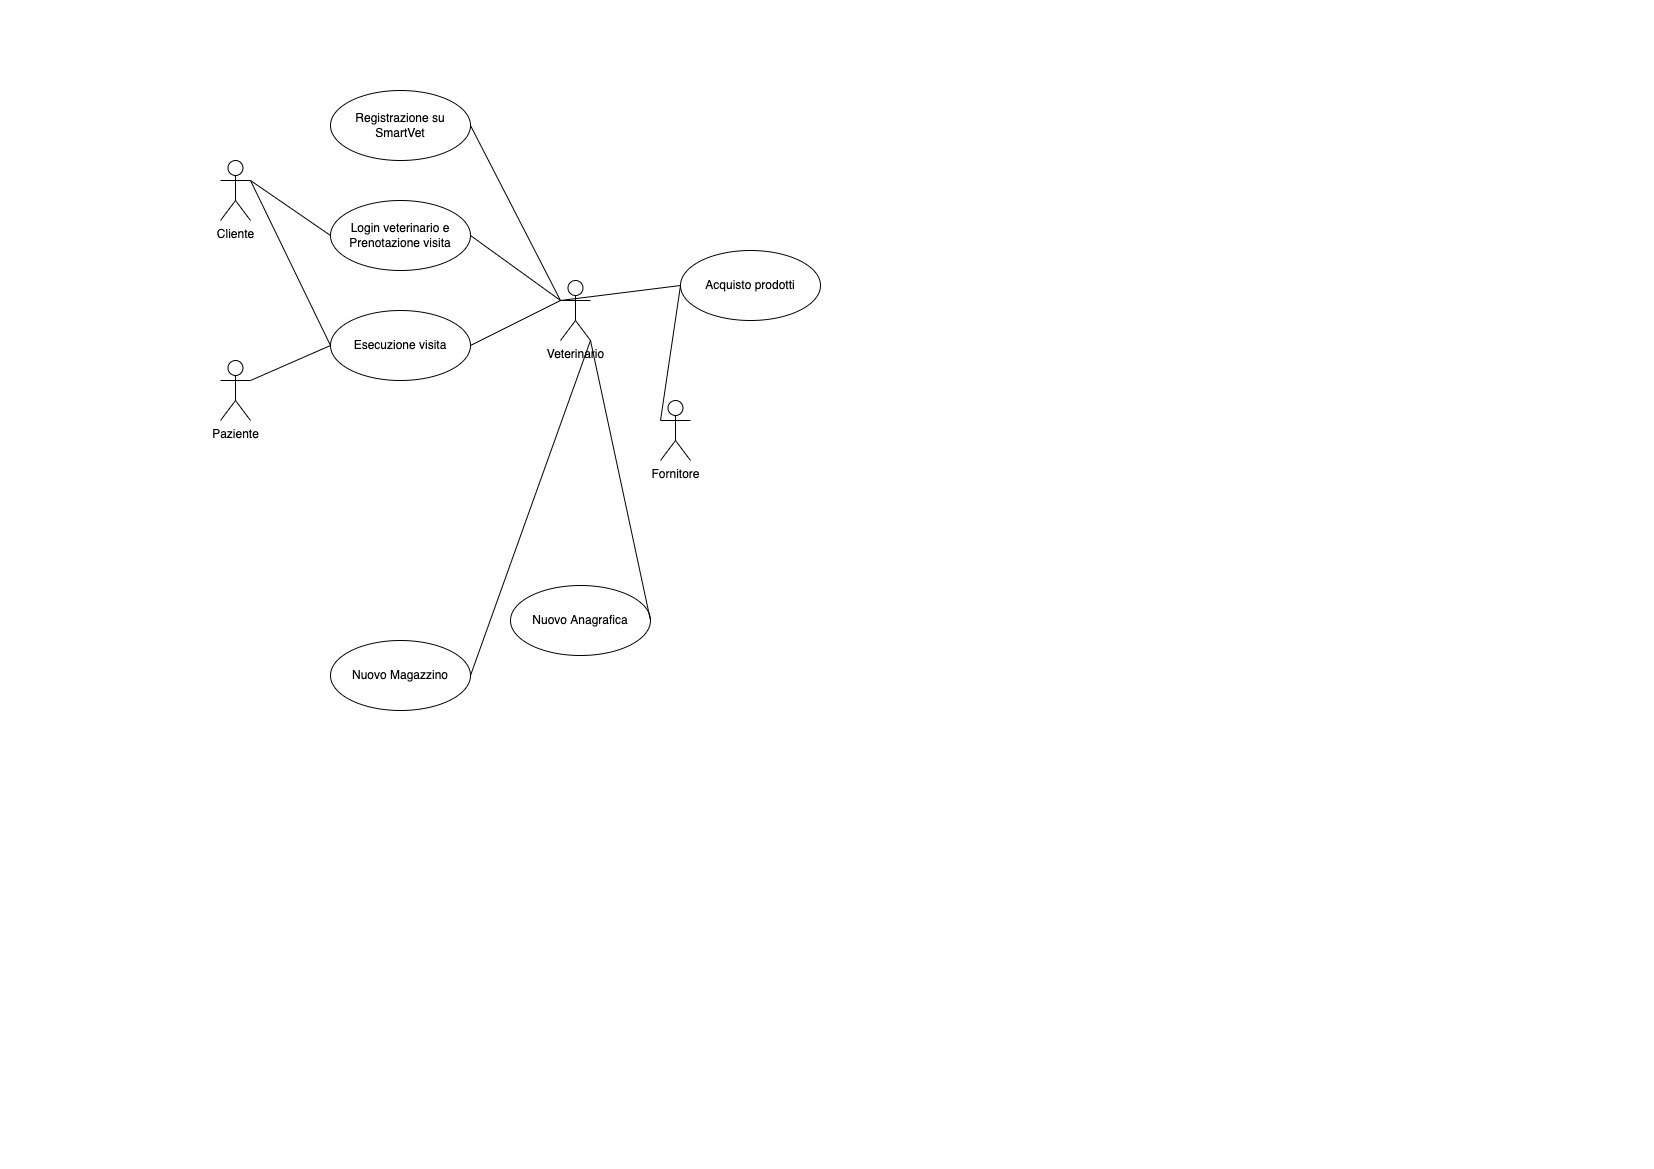 Registrazione su
SmartVet
Cliente
Login veterinario e
Prenotazione visita
Acquisto prodotti
Esecuzione visita
Veterinario
Paziente
Fornitore
Nuovo Anagrafica
Nuovo Magazzino